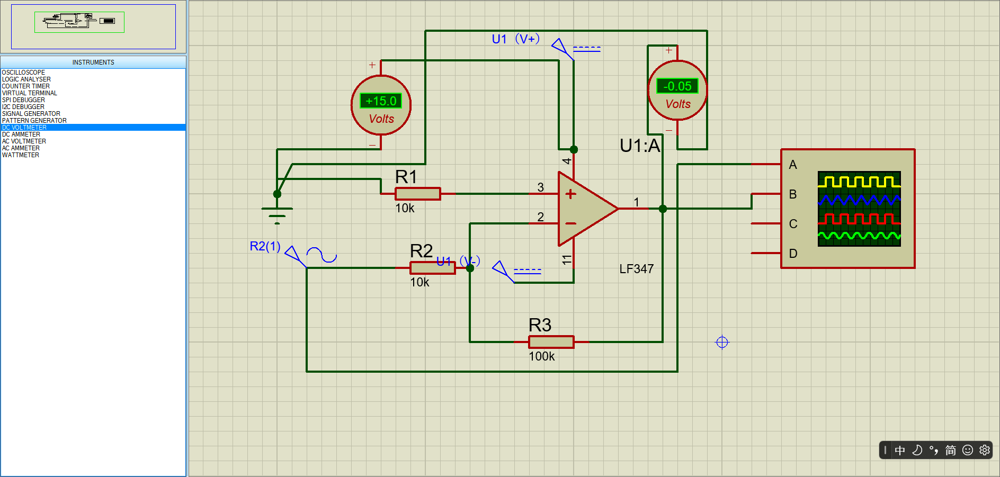 INSTRUMENTS
OSCILLOSCOPE
LOGIC ANALYSER
COUNTER TIMER
VIRTUAL TERMINAL
SPI DEBUGGER
I2C DEBUGGER
SIGNAL GENERATOR
PATTERN GENERATOR
DC VOLTMETER
DC AMMETER
AC VOLTMETER
AC AMMETER
WATTMETER
U1（V+）
+
+15.0
Volts
−
+
-0.05
Volts
−
U1:A
4
R1
10k
3
+
2
−
1
11
LF347
R2(1)
R2
10k
U1（V-）
R3
100k
A
B
C
D
中 °, 简